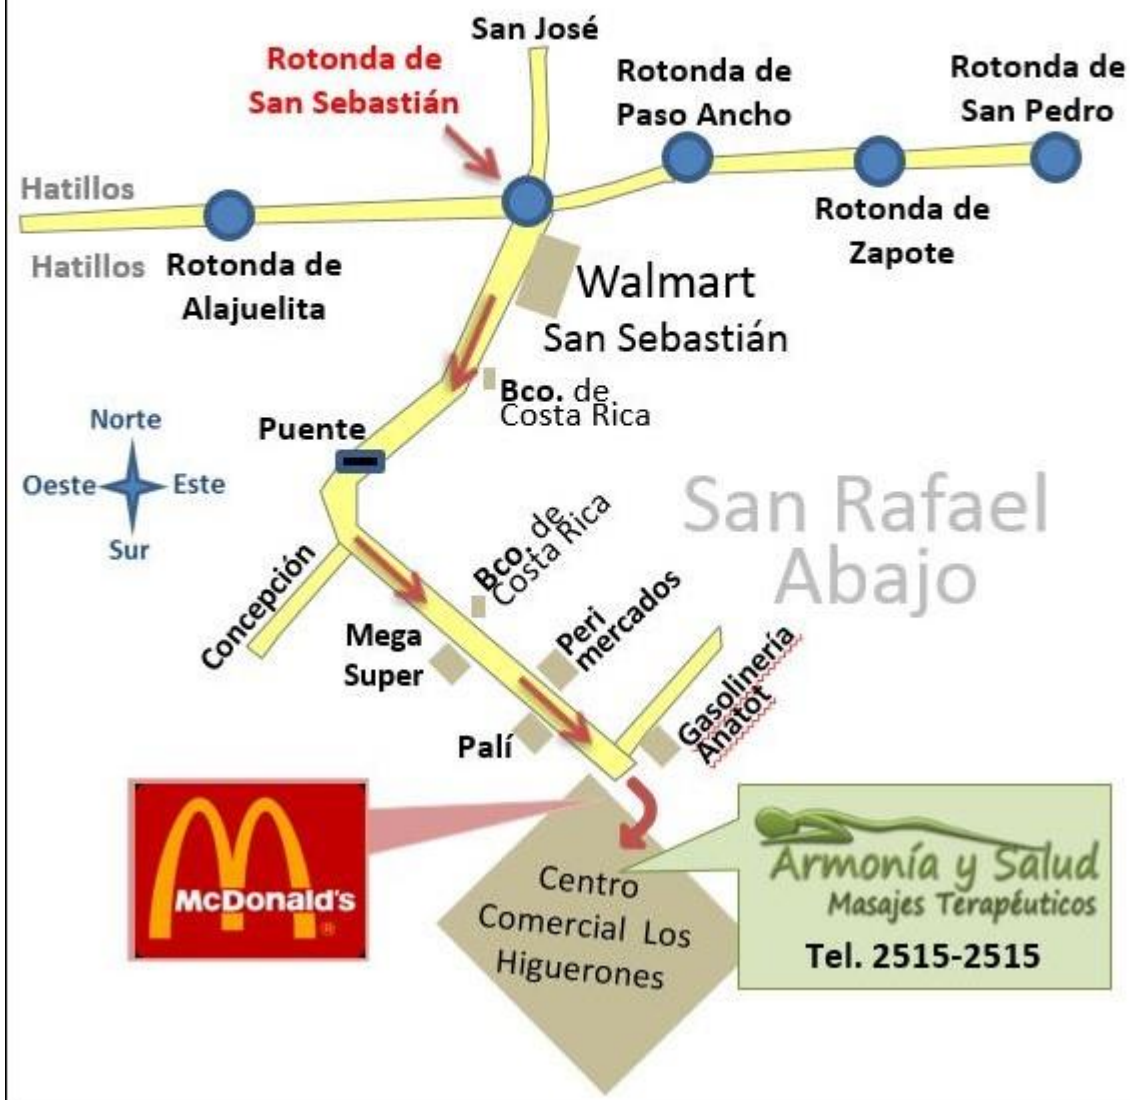 San José
Rotonda de
San Sebastián
Rotonda de
Paso Ancho
Rotonda de
San Pedro
Hatillos
Hatillos
Rotonda de
Alajuelita
Rotonda de
Zapote
Walmart
San Sebastián
Bco. de
Costa Rica
Puente
Norte
Oeste
Este
Sur
San Rafael
Abajo
Bco. de
Costa Rica
Concepción
Mega
Super
Peri
mercados
Gasolinería
Anatot
Palí
McDonald's
®
Centro
Comercial Los
Higuerones
Armonía y Salud
Masajes Terapéuticos
Tel. 2515-2515